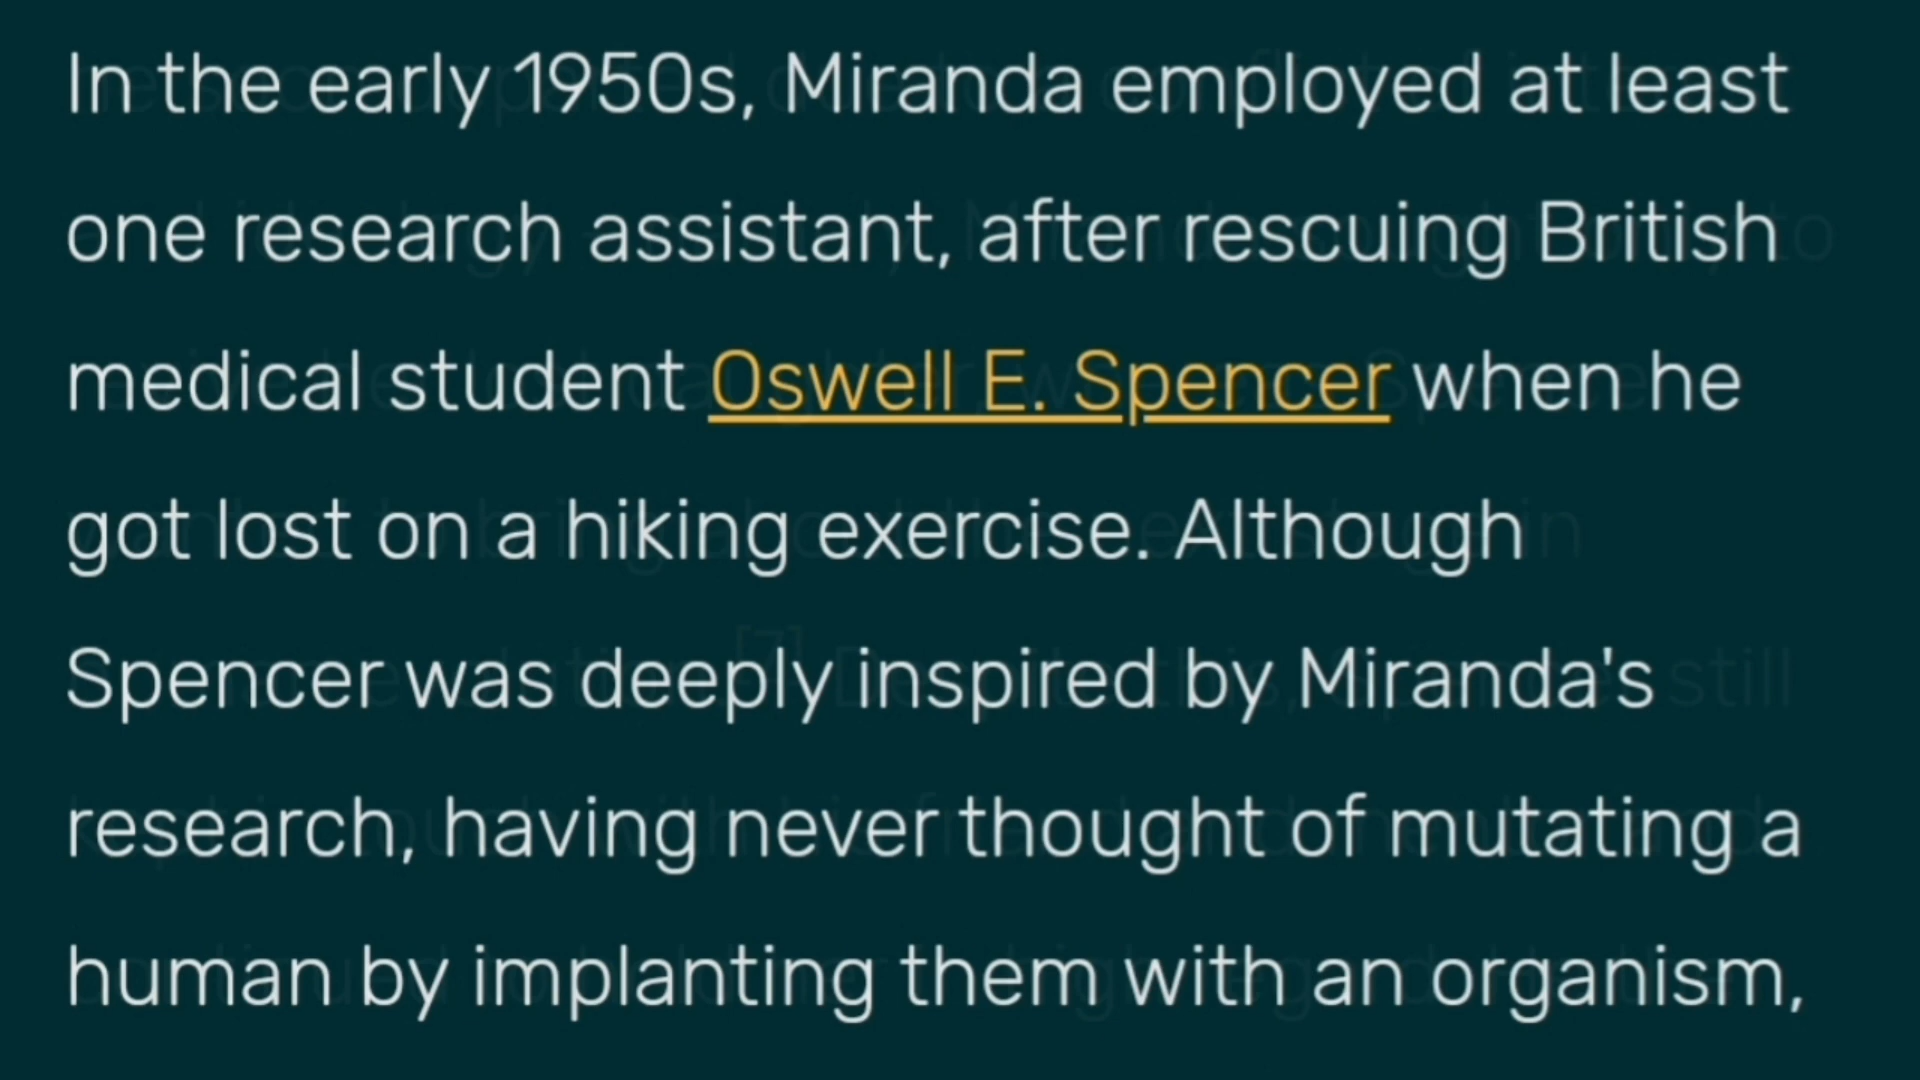 In the early 1950s, Miranda employed at least
one research assistant, after rescuing British
medical student Oswell E. Spencer when he
got lost on a hiking exercise. Although
Spencer was deeply inspired by Miranda's
research, having never thought of mutating a
human by implanting them with an organism,